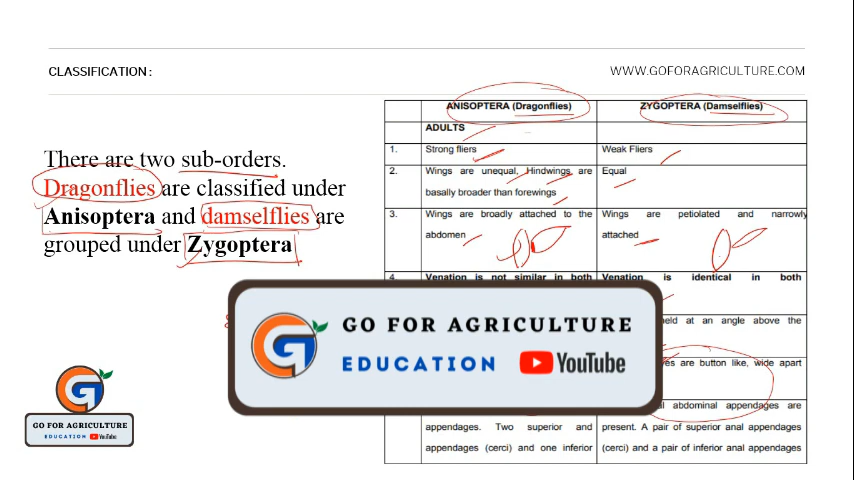 CLASSIFICATION :
WWW.GOFORAGRICULTURE.COM
There are two sub-orders.
Dragonflies are classified under
Anisoptera and damselflies are
grouped under Zygoptera
ANISOPTERA (Dragonflies)
ZYGOPTERA (Damselflies)
ADULTS
1.
Strong fliers
Weak Fliers
2.
Wings are unequal, Hindwings are
basally broader than forewings
Equal
3.
Wings are broadly attached to the
abdomen
Wings are petiolated and narrowly
attached
4.
Venation is not similar in both
Venation is identical in both
at an angle above the
are button like, wide apart
abdominal appendages are
appendages. Two superior and
appendages (cerci) and one inferior
present. A pair of superior anal appendages
(cerci) and a pair of inferior anal appendages
GO FOR AGRICULTURE
EDUCATION YouTube
GO FOR AGRICULTURE
EDUCATION YouTube